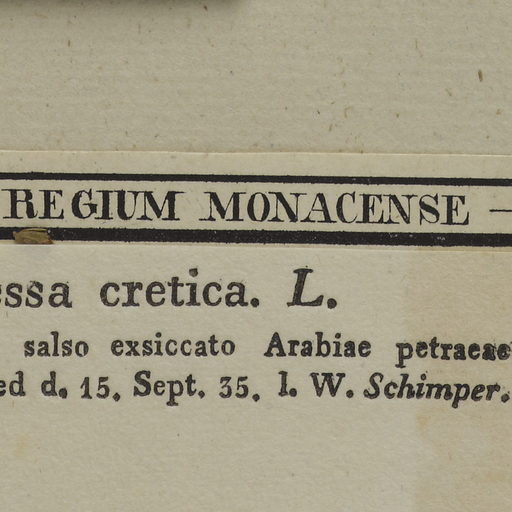 REGIUM MONACENSE —
essa cretica. L.
salso exsiccato Arabiae petraeae
ed d. 15. Sept. 35. l. W. Schimper.